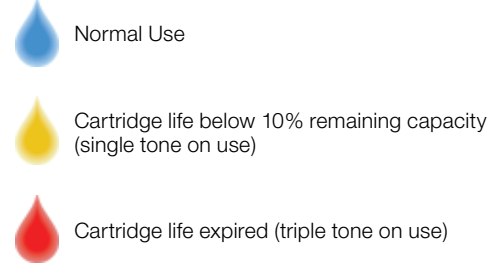 Normal Use
Cartridge life below 10% remaining capacity
(single tone on use)
Cartridge life expired (triple tone on use)